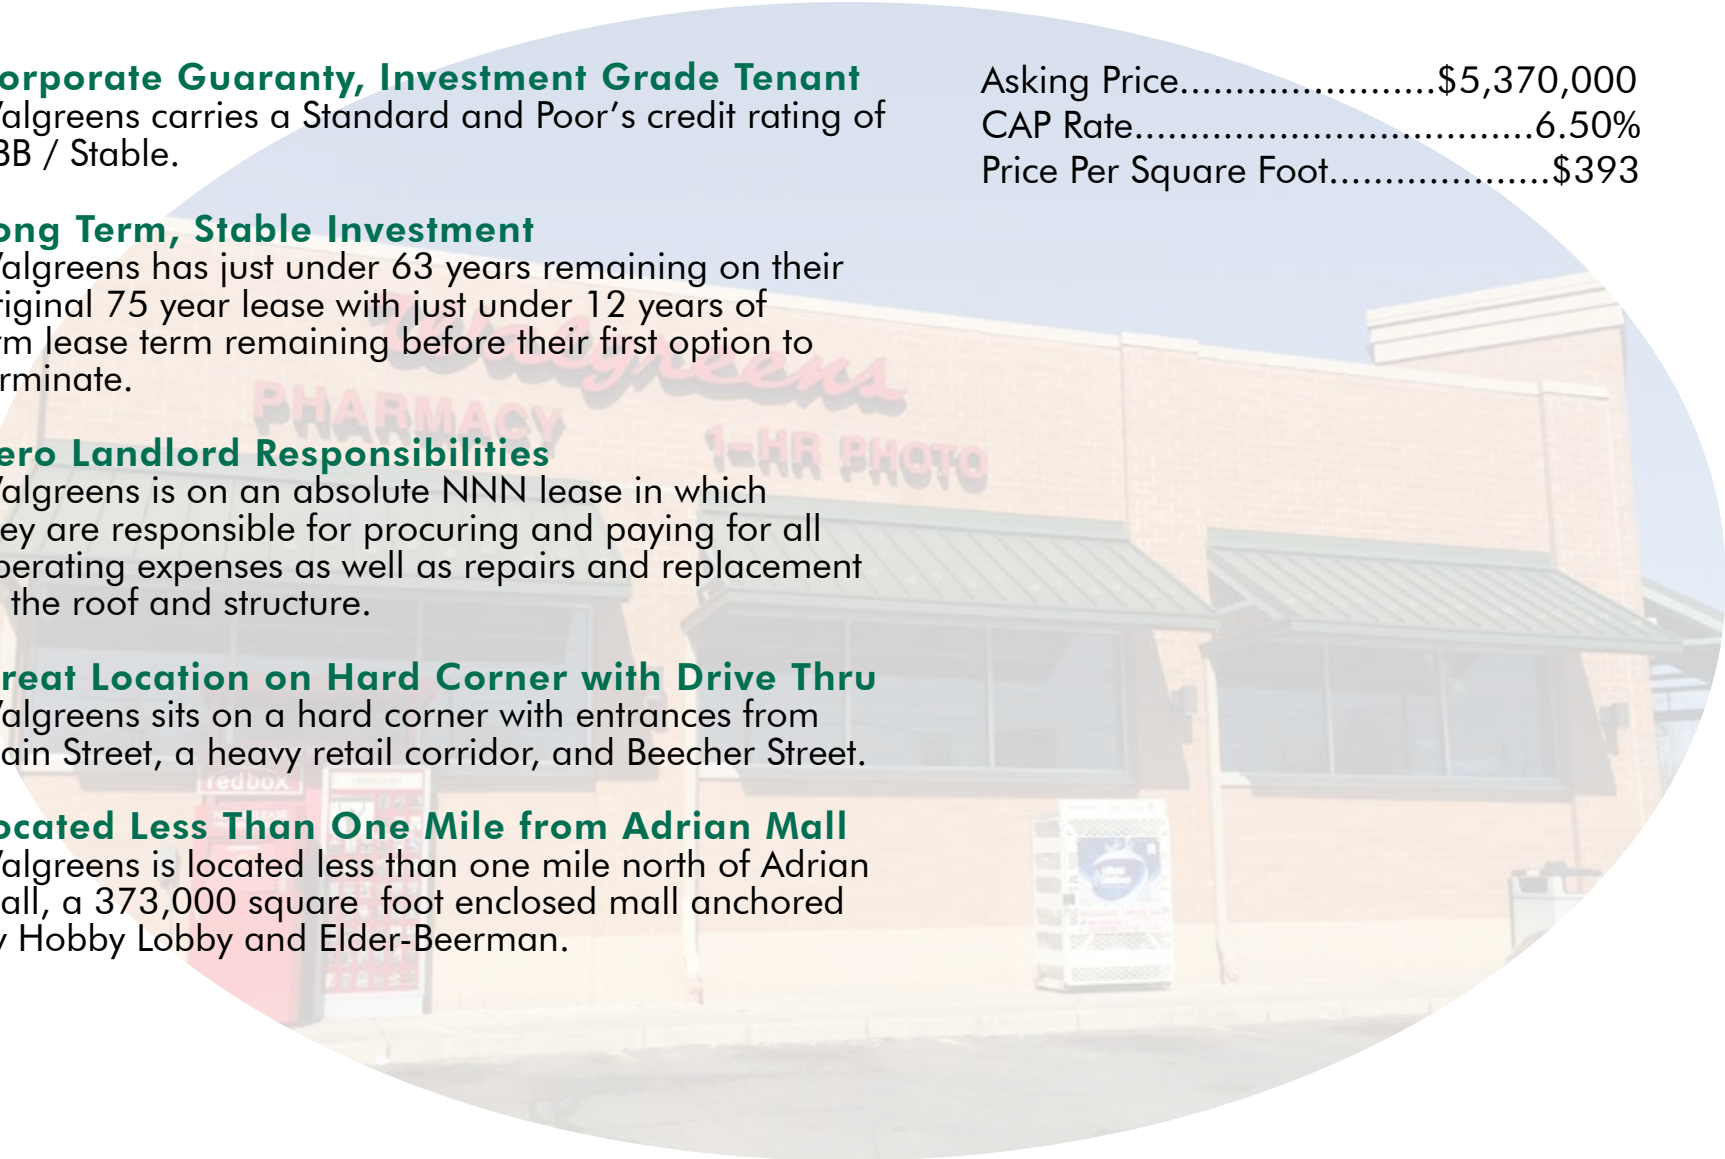 orporate Guaranty, Investment Grade Tenant
algreens carries a Standard and Poor’s credit rating of
BB / Stable.
ong Term, Stable Investment
algreens has just under 63 years remaining on their
riginal 75 year lease with just under 12 years of
rm lease term remaining before their first option to
rminate.
ero Landlord Responsibilities
algreens is on an absolute NNN lease in which
ey are responsible for procuring and paying for all
perating expenses as well as repairs and replacement
the roof and structure.
reat Location on Hard Corner with Drive Thru
algreens sits on a hard corner with entrances from
ain Street, a heavy retail corridor, and Beecher Street.
ocated Less Than One Mile from Adrian Mall
algreens is located less than one mile north of Adrian
all, a 373,000 square  foot enclosed mall anchored
y Hobby Lobby and Elder-Beerman.
Asking Price.......................$5,370,000
CAP Rate....................................6.50%
Price Per Square Foot....................$393
Walgreens
PHARMACY
1-HR PHOTO
redbox